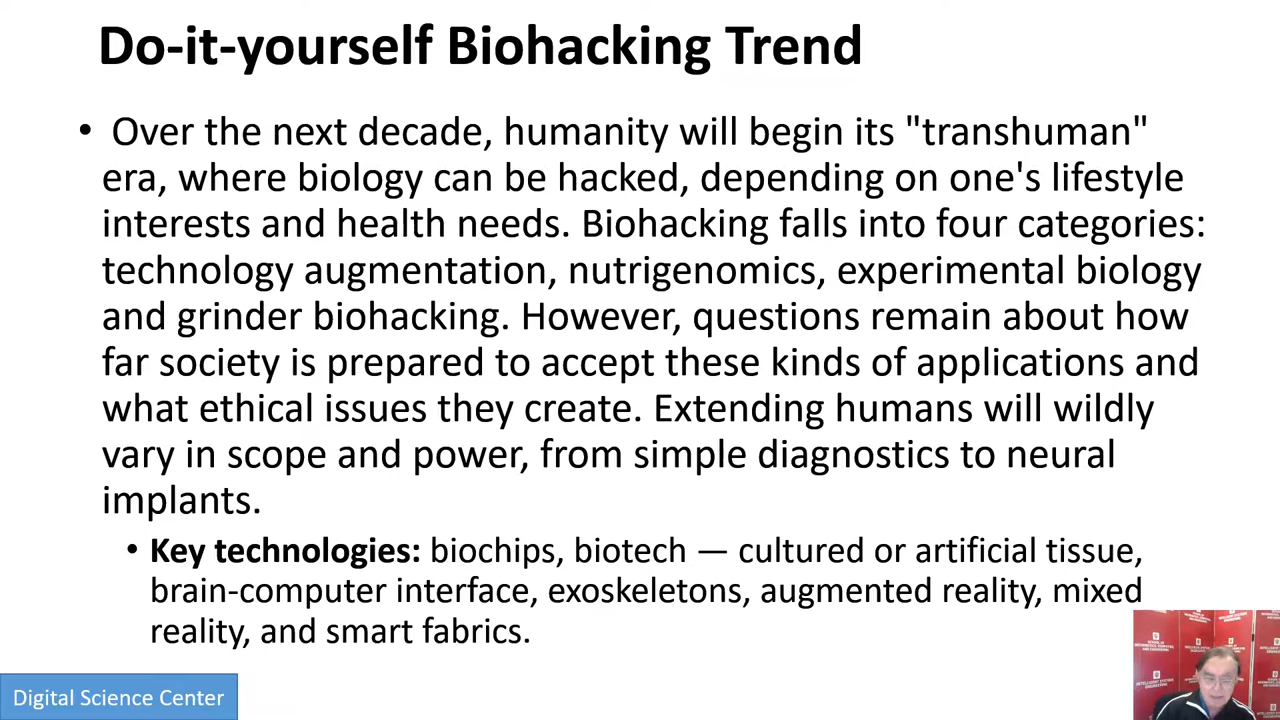 Do-it-yourself Biohacking Trend
• Over the next decade, humanity will begin its "transhuman"
era, where biology can be hacked, depending on one's lifestyle
interests and health needs. Biohacking falls into four categories:
technology augmentation, nutrigenomics, experimental biology
and grinder biohacking. However, questions remain about how
far society is prepared to accept these kinds of applications and
what ethical issues they create. Extending humans will wildly
vary in scope and power, from simple diagnostics to neural
implants.
• Key technologies: biochips, biotech — cultured or artificial tissue,
brain-computer interface, exoskeletons, augmented reality, mixed
reality, and smart fabrics.
Digital Science Center